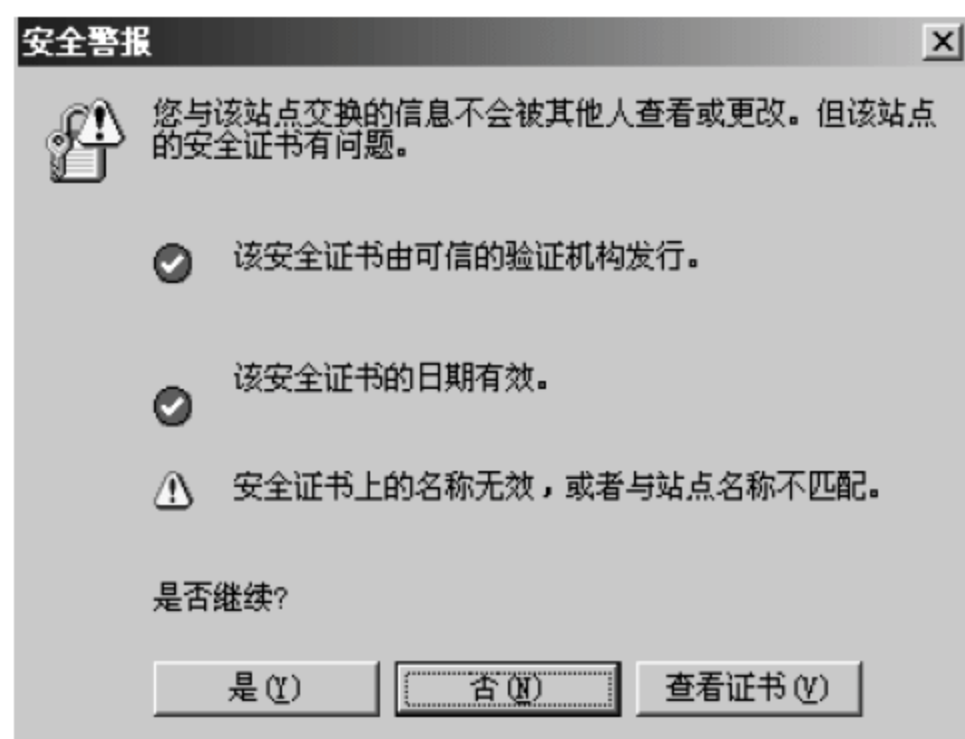 安全警报
您与该站点交换的信息不会被其他人查看或更改。但该站点
的安全证书有问题。
该安全证书由可信的验证机构发行。
该安全证书的日期有效。
安全证书上的名称无效，或者与站点名称不匹配。
是否继续?
是(Y) 否(N) 查看证书(V)